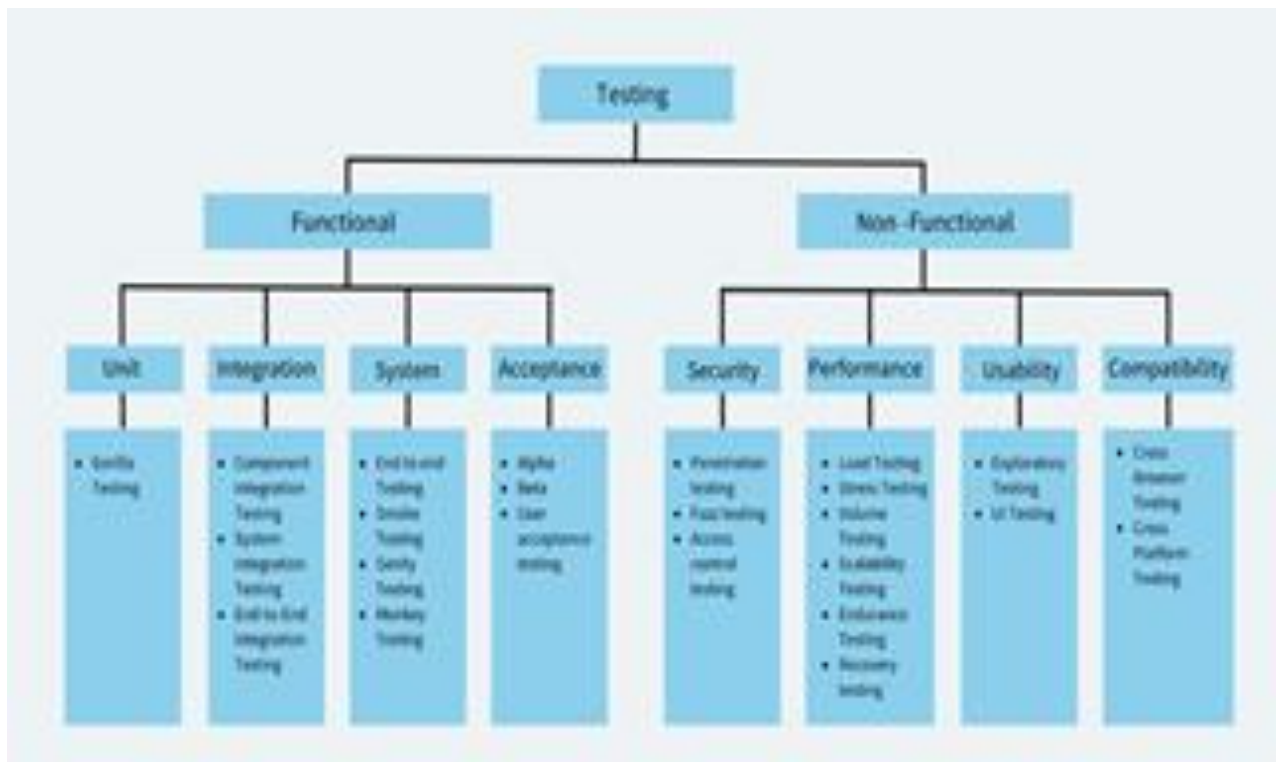 Testing
Functional
Non-Functional
Unit
Integration
System
Acceptance
Security
Performance
Usability
Compatibility
• Gorilla
Testing
• Component
integration
Testing
• System
integration
Testing
• End-to-End
integration
Testing
• End to end
Testing
• Smoke
Testing
• Sanity
Testing
• Monkey
Testing
• Alpha
• Beta
• User
acceptance
testing
• Penetration
testing
• Fuzz testing
• Access
control
testing
• Load Testing
• Stress Testing
• Volume
Testing
• Scalability
Testing
• Endurance
Testing
• Recovery
testing
• Exploratory
Testing
• UI Testing
• Cross
Browser
Testing
• Cross
Platform
Testing